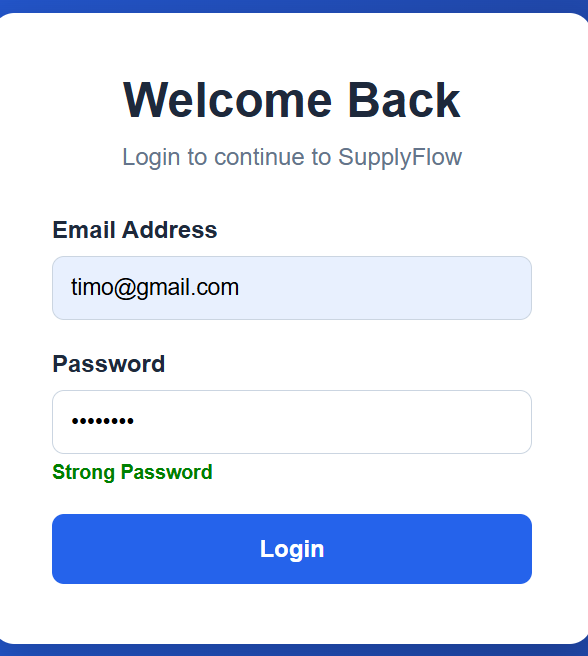 Welcome Back
Login to continue to SupplyFlow
Email Address
timo@gmail.com
Password
••••••••
Strong Password
Login